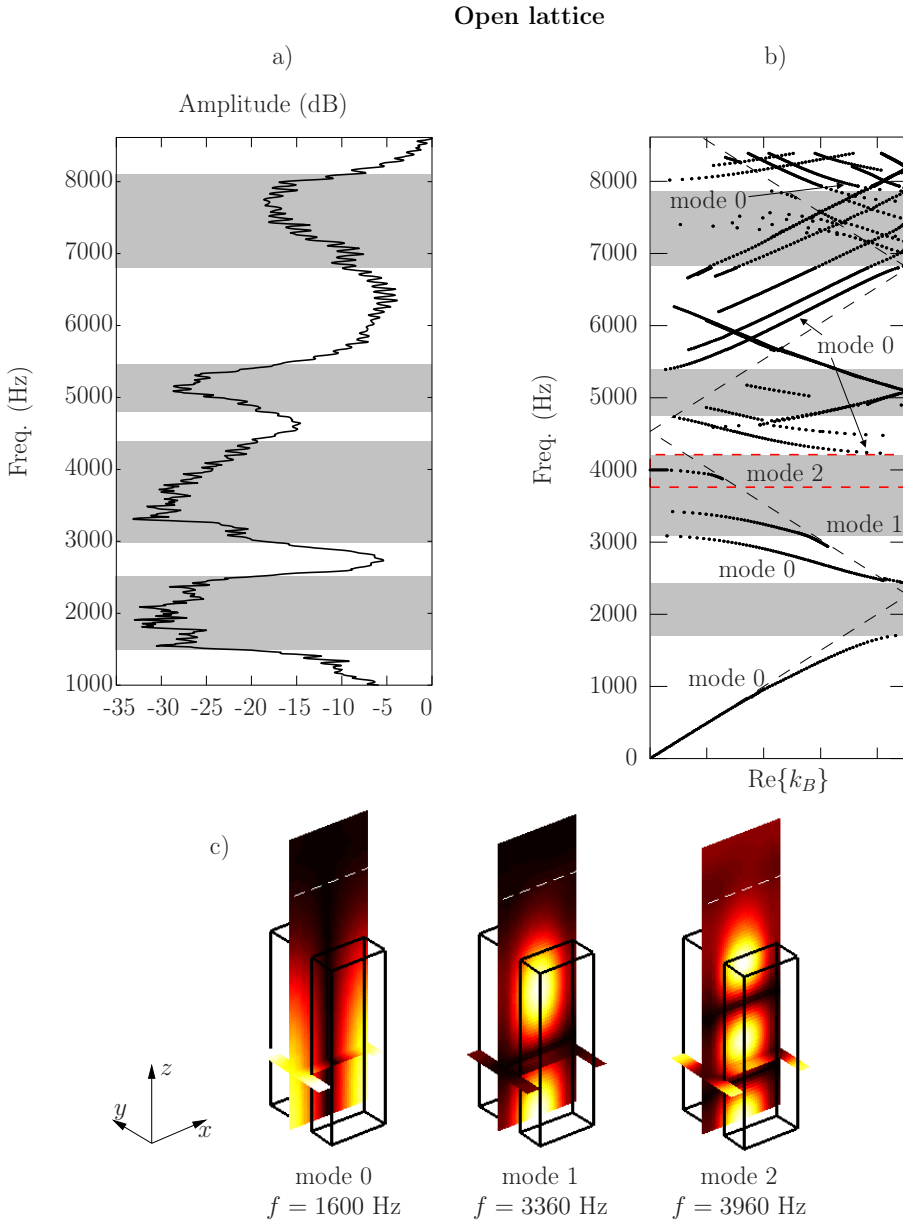 Open lattice
a)
b)
Amplitude (dB)
8000
7000
6000
5000
4000
3000
2000
1000
-35 -30 -25 -20 -15 -10 -5 0
Freq. (Hz)
8000
7000
6000
5000
4000
3000
2000
1000
0
Freq. (Hz)
mode 0
mode 0
mode 2
mode 1
mode 0
mode 0
Re{k_B}
c)
z
y
x
mode 0
f = 1600 Hz
mode 1
f = 3360 Hz
mode 2
f = 3960 Hz